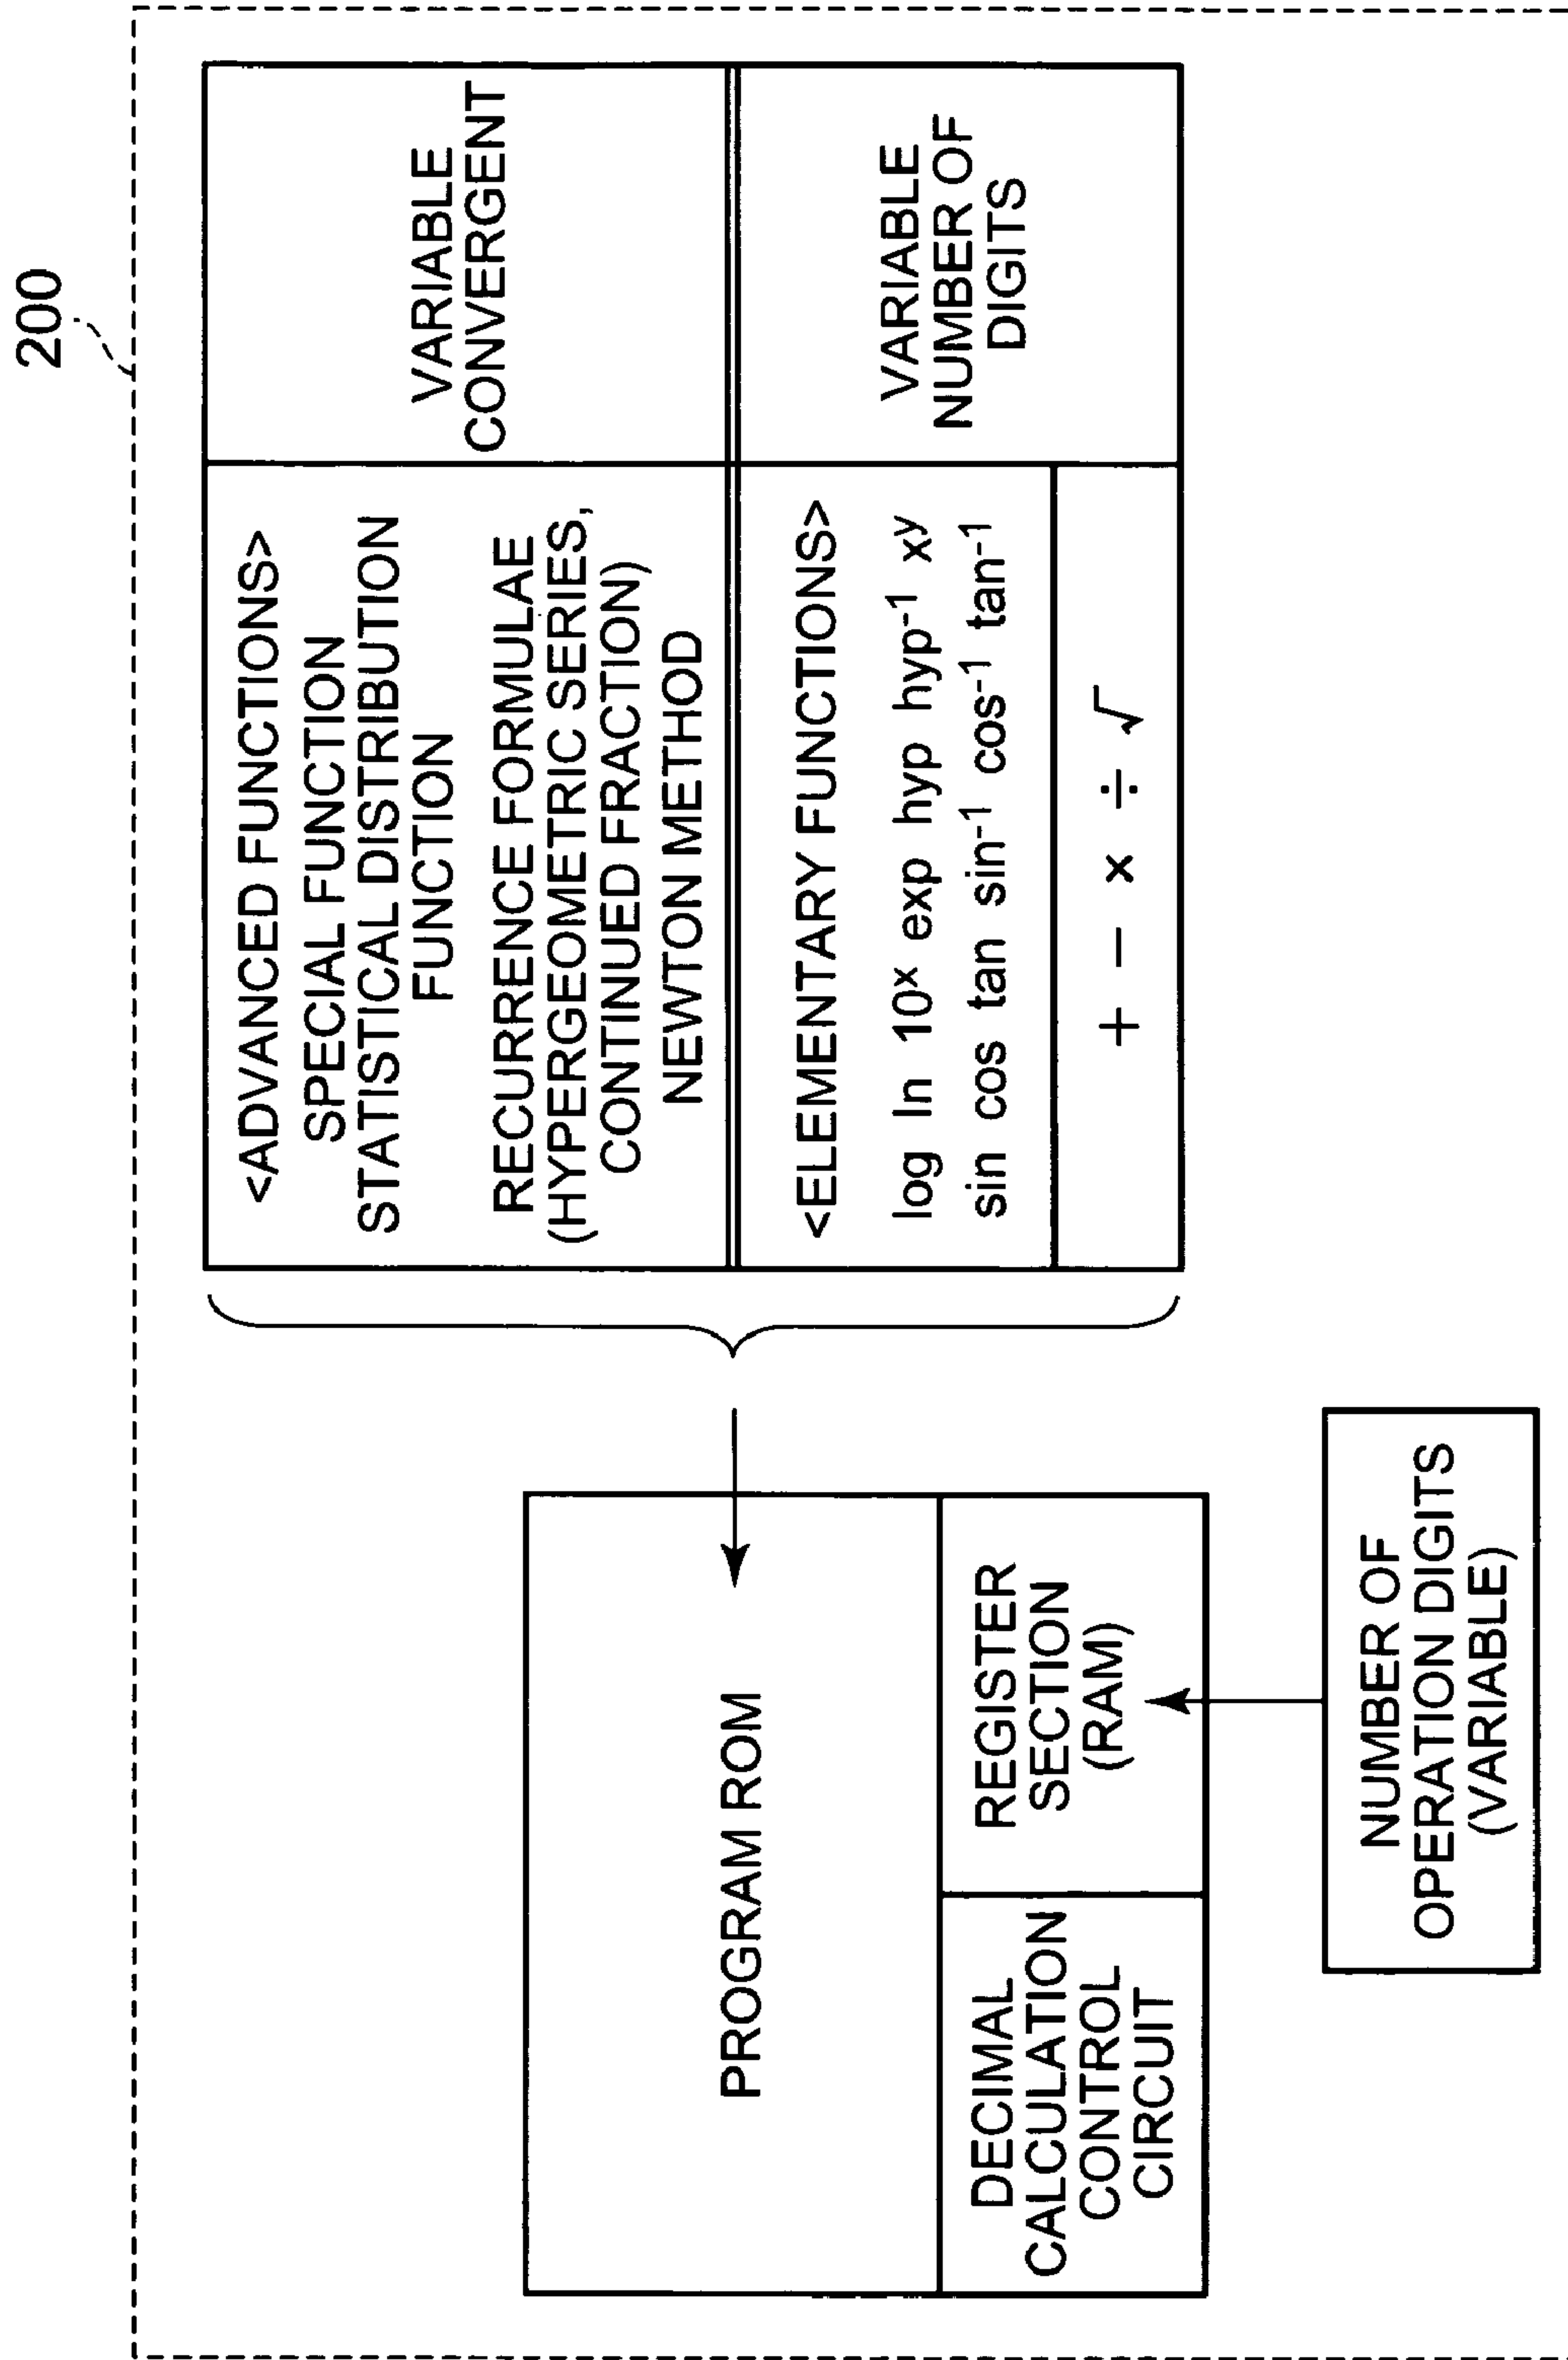 200
<ADVANCED FUNCTIONS>
SPECIAL FUNCTION
STATISTICAL DISTRIBUTION
FUNCTION
RECURRENCE FORMULAE
(HYPERGEOMETRIC SERIES,
CONTINUED FRACTION)
NEWTON METHOD
VARIABLE
CONVERGENT
<ELEMENTARY FUNCTIONS>
log ln 10ˣ exp hyp hyp⁻¹ xʸ
sin cos tan sin⁻¹ cos⁻¹ tan⁻¹
+ − × ÷ √
VARIABLE
NUMBER OF
DIGITS
PROGRAM ROM
DECIMAL
CALCULATION
CONTROL
CIRCUIT
REGISTER
SECTION
(RAM)
NUMBER OF
OPERATION DIGITS
(VARIABLE)